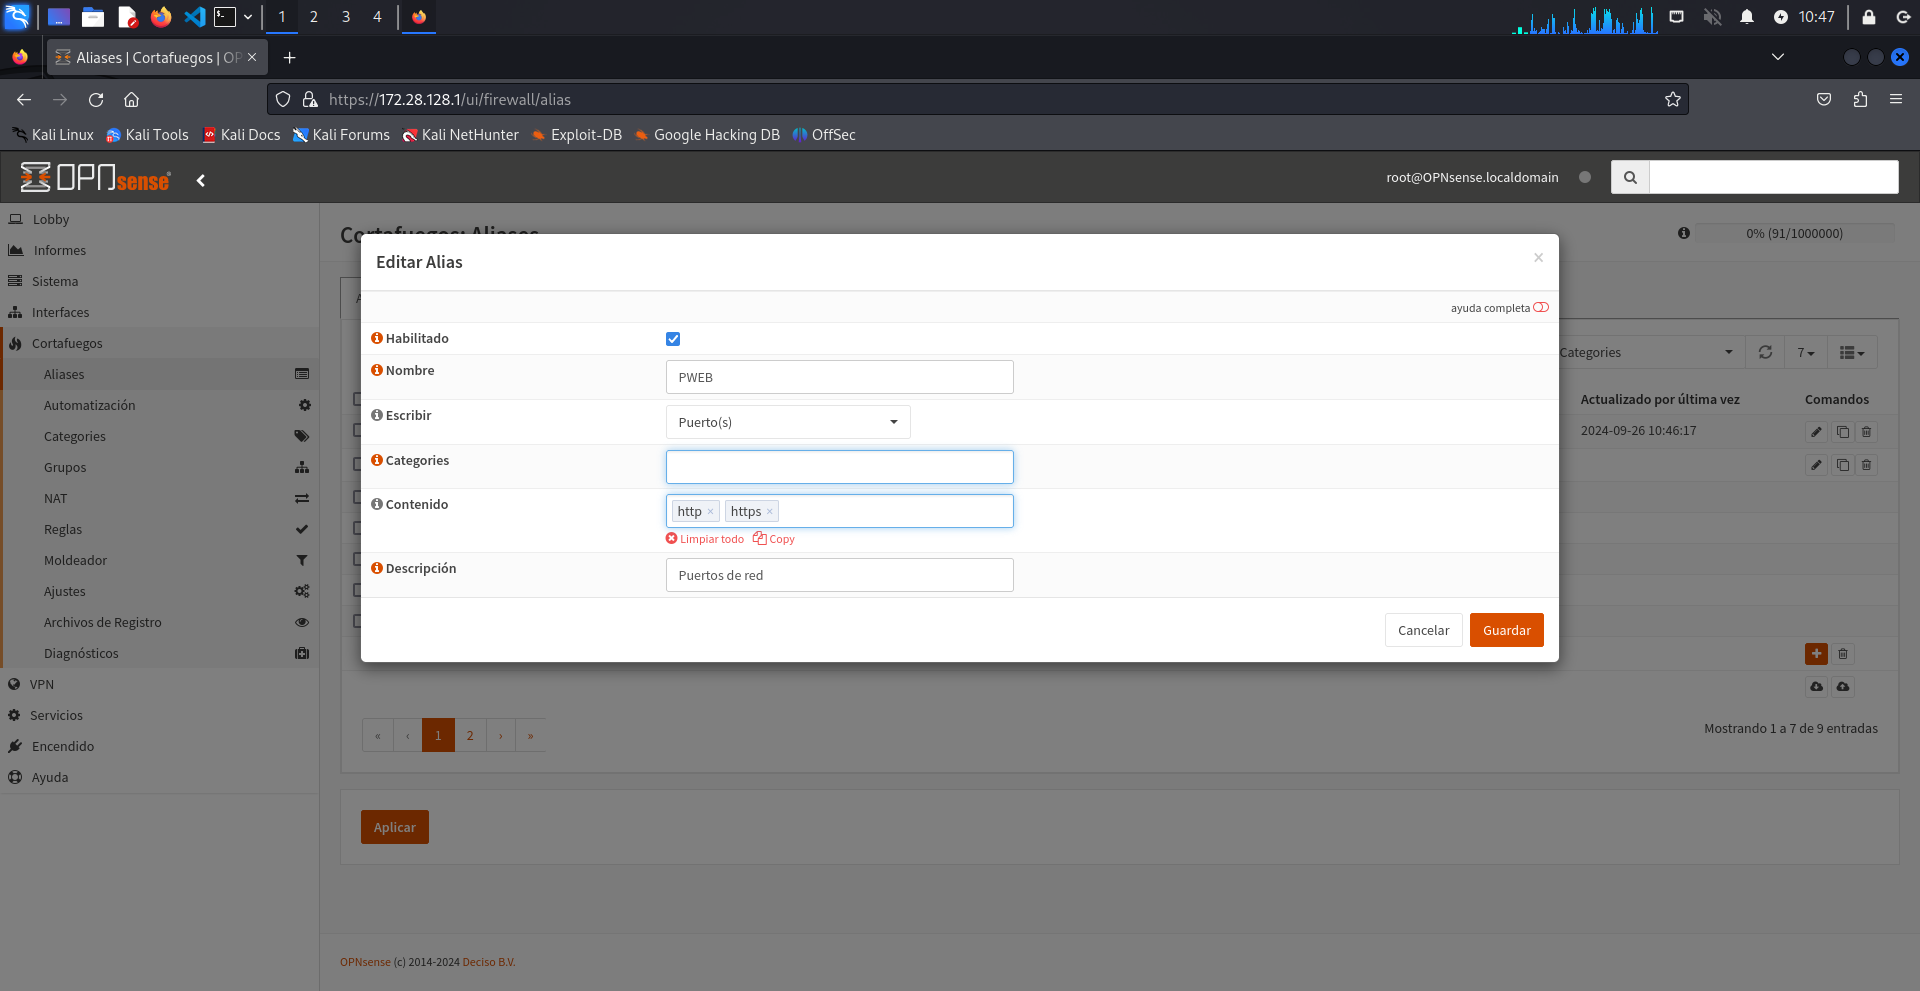 1 2 3 4
10:47
Aliases | Cortafuegos | OP
https://172.28.128.1/ui/firewall/alias
Kali Linux Kali Tools Kali Docs Kali Forums Kali NetHunter Exploit-DB Google Hacking DB OffSec
OPNsense
root@OPNsense.localdomain
Lobby
Informes
Sistema
Interfaces
Cortafuegos
Aliases
Automatización
Categories
Grupos
NAT
Reglas
Moldeador
Ajustes
Archivos de Registro
Diagnósticos
VPN
Servicios
Encendido
Ayuda
Cortafuegos: Aliases
0% (91/1000000)
Editar Alias
ayuda completa
Habilitado
Nombre PWEB
Escribir Puerto(s)
Categories
Contenido http × https ×
Limpiar todo Copy
Descripción Puertos de red
Cancelar Guardar
Categories 7
Actualizado por última vez Comandos
2024-09-26 10:46:17
« ‹ 1 2 › »
Mostrando 1 a 7 de 9 entradas
Aplicar
OPNsense (c) 2014-2024 Deciso B.V.